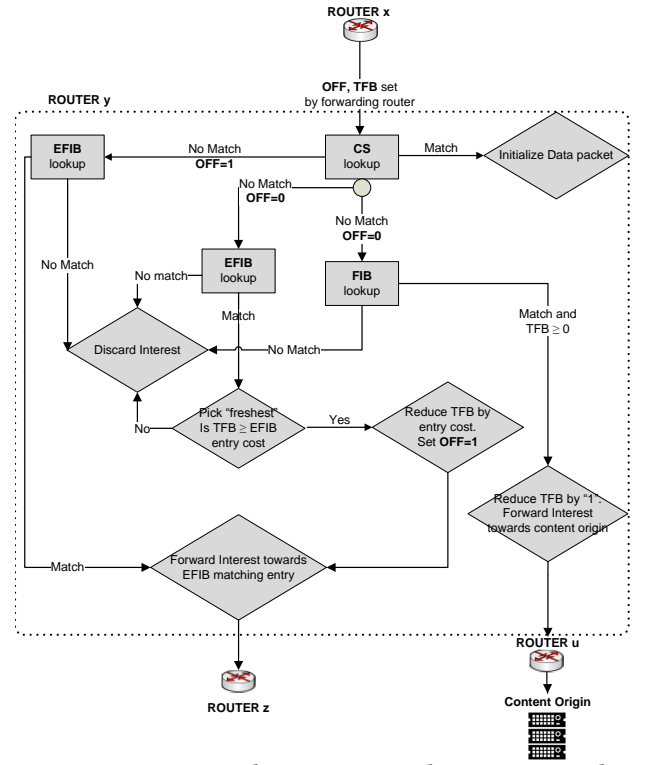 ROUTER x
OFF, TFB set
by forwarding router
ROUTER y
EFIB
lookup
No Match
OFF=1
CS
lookup
Match
Initialize Data packet
No Match
OFF=0
No Match
OFF=0
EFIB
lookup
FIB
lookup
No Match
No match
Match
Match and
TFB ≥ 0
Discard Interest
No Match
Pick “freshest”
Is TFB ≥ EFIB
entry cost
No
Yes
Reduce TFB by
entry cost.
Set OFF=1
Reduce TFB by “1”.
Forward Interest
towards content origin
Match
Forward Interest towards
EFIB matching entry
ROUTER u
ROUTER z
Content Origin